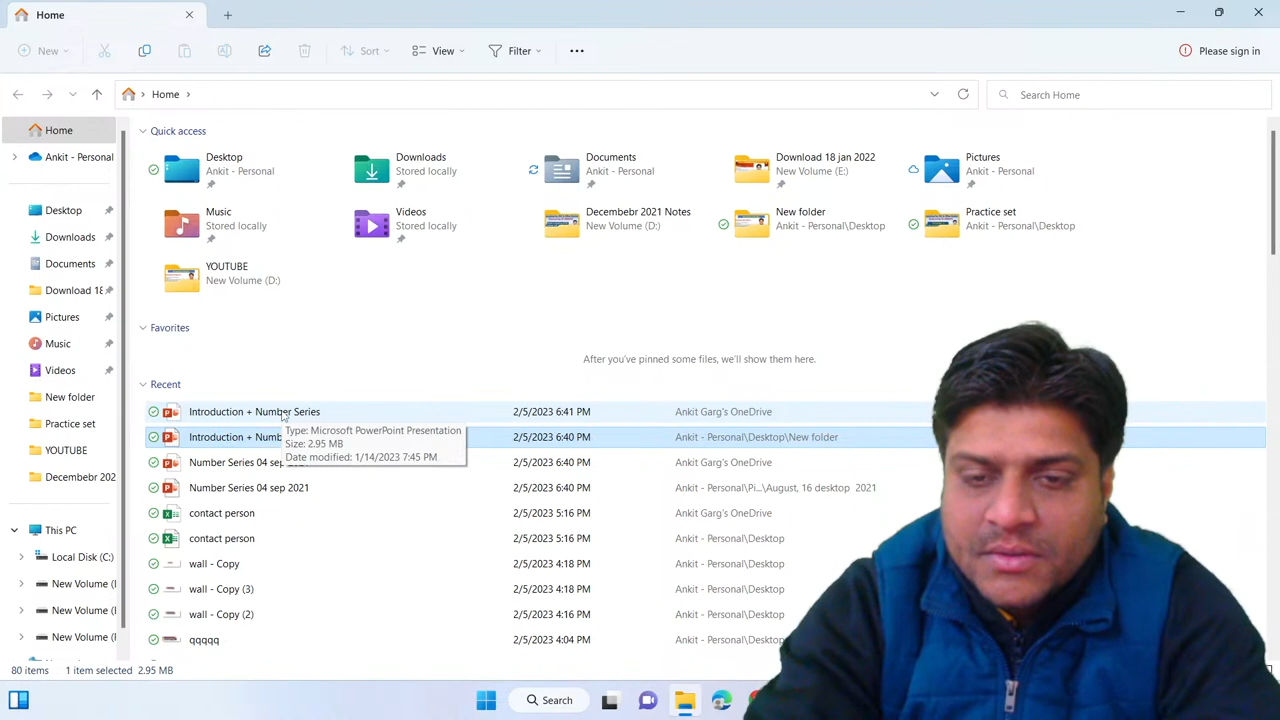 Home
New
Sort
View
Filter
Please sign in
Home
Search Home
Home
Ankit - Personal
Desktop
Downloads
Documents
Download 18
Pictures
Music
Videos
New folder
Practice set
YOUTUBE
Decembebr 202
This PC
Local Disk (C:)
New Volume (
New Volume (
New Volume (
Quick access
Desktop
Ankit - Personal
Downloads
Stored locally
Documents
Ankit - Personal
Download 18 jan 2022
New Volume (E:)
Pictures
Ankit - Personal
Music
Stored locally
Videos
Stored locally
Decembebr 2021 Notes
New Volume (D:)
New folder
Ankit - Personal\Desktop
Practice set
Ankit - Personal\Desktop
YOUTUBE
New Volume (D:)
Favorites
After you've pinned some files, we'll show them here.
Recent
Introduction + Number Series 2/5/2023 6:41 PM Ankit Garg's OneDrive
Introduction + Numb 2/5/2023 6:40 PM Ankit - Personal\Desktop\New folder
Type: Microsoft PowerPoint Presentation
Size: 2.95 MB
Date modified: 1/14/2023 7:45 PM
Number Series 04 sep 2/5/2023 6:40 PM Ankit Garg's OneDrive
Number Series 04 sep 2021 2/5/2023 6:40 PM Ankit - Personal\Pi...\August, 16 desktop 2021
contact person 2/5/2023 5:16 PM Ankit Garg's OneDrive
contact person 2/5/2023 5:16 PM Ankit - Personal\Desktop
wall - Copy 2/5/2023 4:18 PM Ankit - Personal\Desktop
wall - Copy (3) 2/5/2023 4:18 PM Ankit - Personal\Desktop
wall - Copy (2) 2/5/2023 4:16 PM Ankit - Personal\Desktop
qqqqq 2/5/2023 4:04 PM Ankit - Personal\Desktop
80 items 1 item selected 2.95 MB
Search